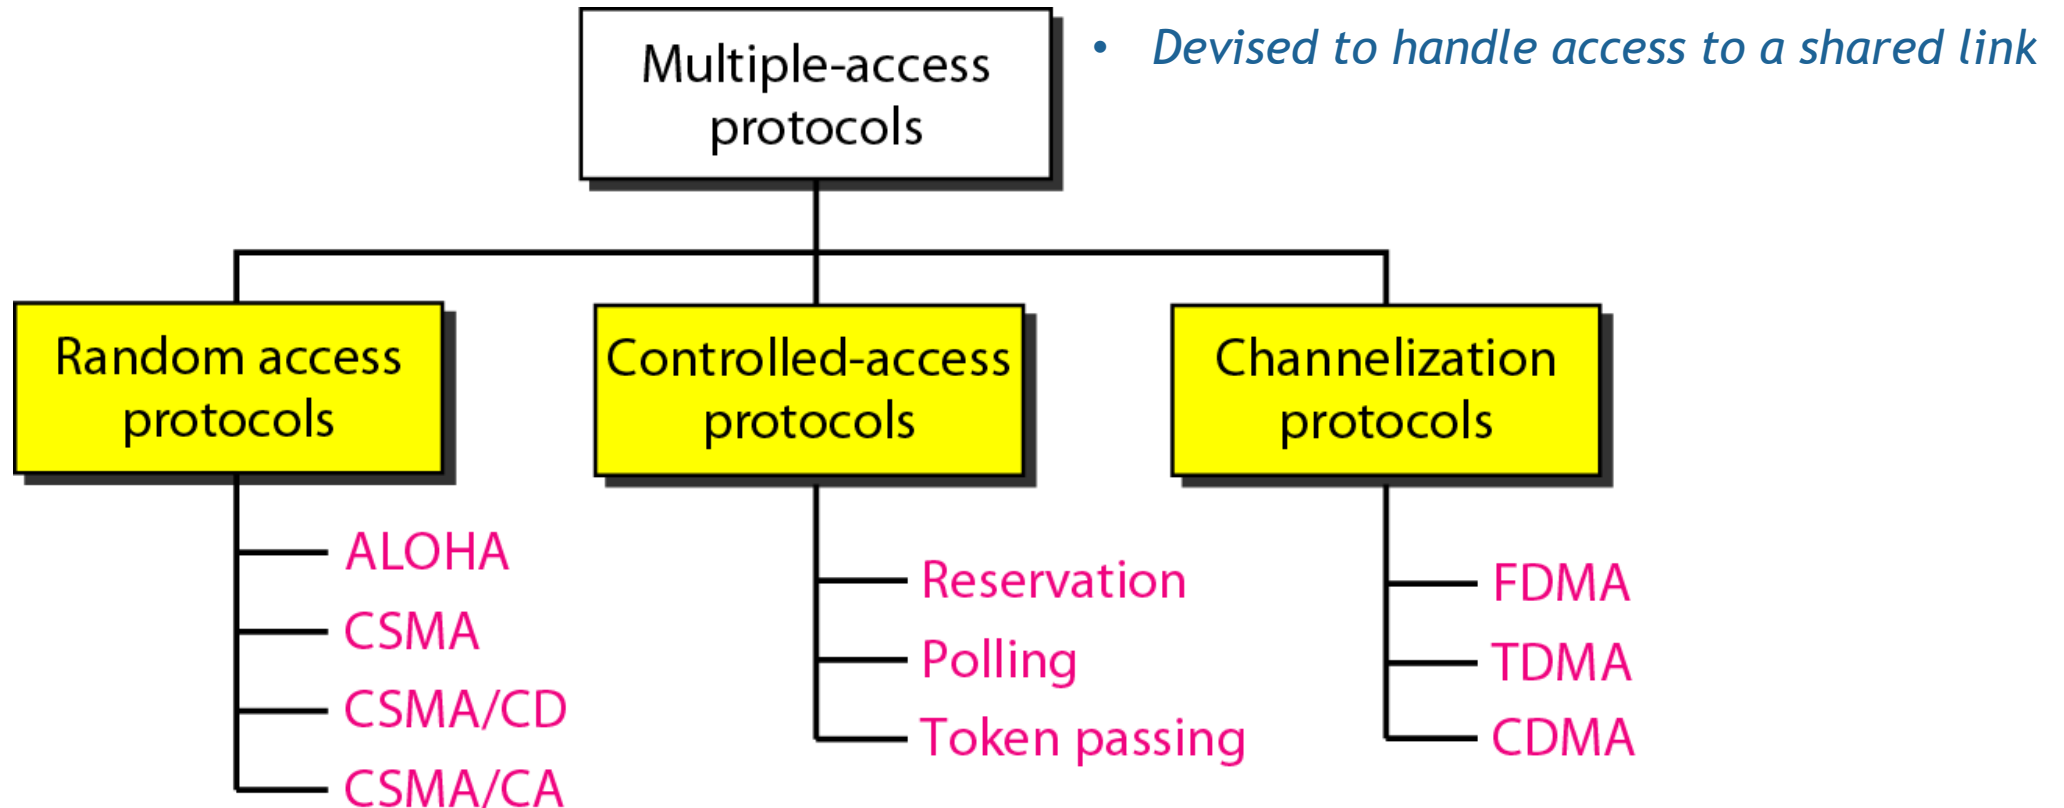 Multiple-access
protocols
• Devised to handle access to a shared link
Random access
protocols
Controlled-access
protocols
Channelization
protocols
ALOHA
CSMA
CSMA/CD
CSMA/CA
Reservation
Polling
Token passing
FDMA
TDMA
CDMA